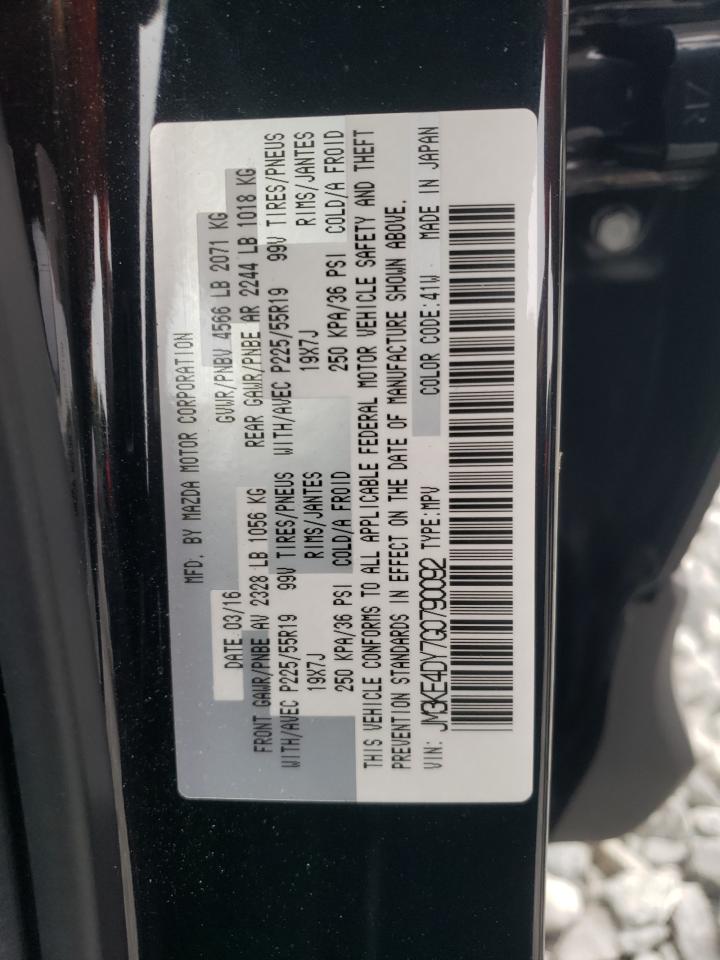 MFD. BY MAZDA MOTOR CORPORATION
DATE 03/16 GVWR/PNBV 4566 LB 2071 KG
FRONT GAWR/PNBE AV 2328 LB 1056 KG REAR GAWR/PNBE AR 2244 LB 1018 KG
WITH/AVEC P225/55R19 99V TIRES/PNEUS WITH/AVEC P225/55R19 99V TIRES/PNEUS
19X7J RIMS/JANTES 19X7J RIMS/JANTES
250 KPA/36 PSI COLD/A FROID 250 KPA/36 PSI COLD/A FROID
THIS VEHICLE CONFORMS TO ALL APPLICABLE FEDERAL MOTOR VEHICLE SAFETY AND THEFT
PREVENTION STANDARDS IN EFFECT ON THE DATE OF MANUFACTURE SHOWN ABOVE.
COLOR CODE:41W MADE IN JAPAN
VIN: JM3KE4DY7G0790092 TYPE:MPV